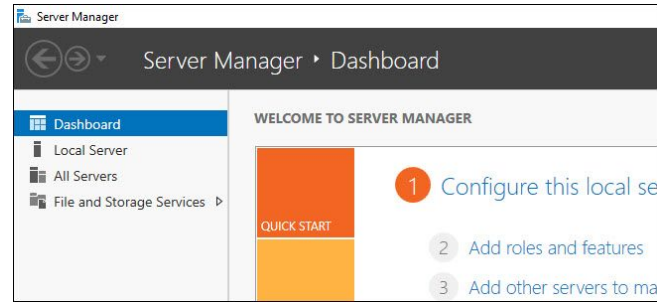 Server Manager
Server Manager • Dashboard
Dashboard
Local Server
All Servers
File and Storage Services
WELCOME TO SERVER MANAGER
QUICK START
1 Configure this local se
2 Add roles and features
3 Add other servers to ma